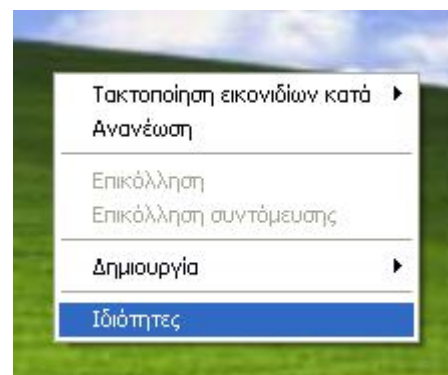 Τακτοποίηση εικονιδίων κατά
Ανανέωση
Επικόλληση
Επικόλληση συντόμευσης
Δημιουργία
Ιδιότητες